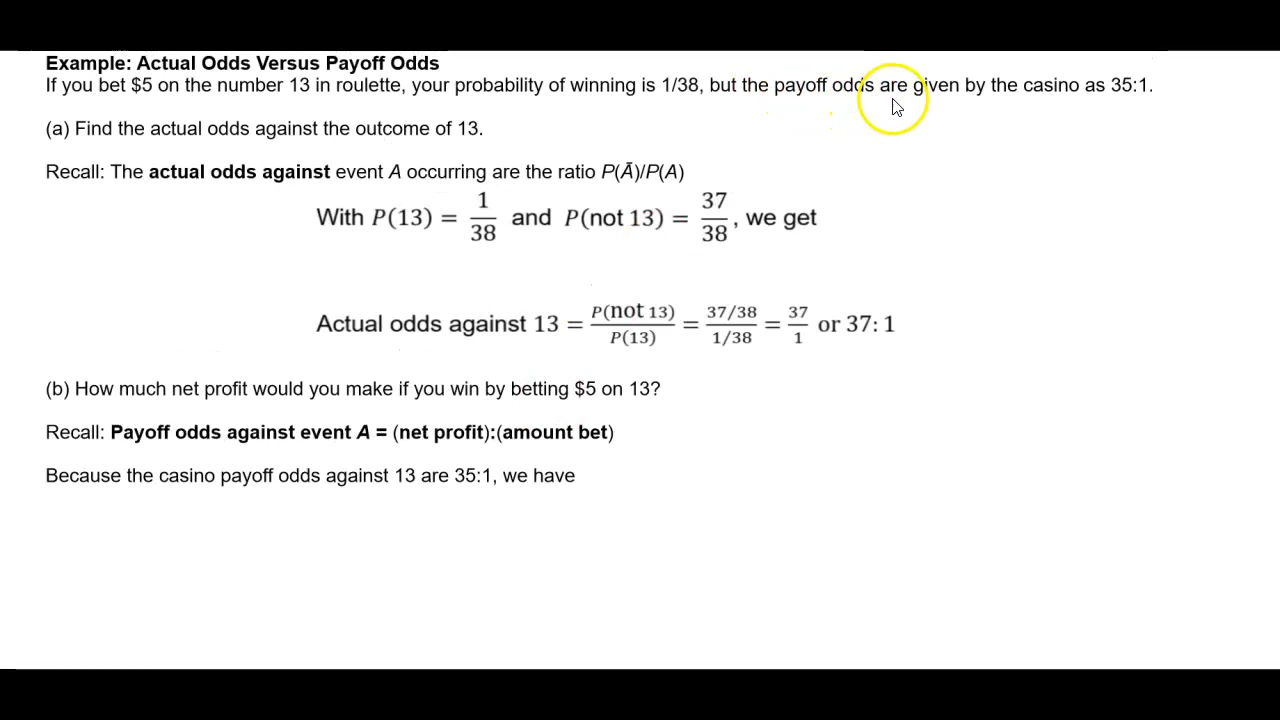 Example: Actual Odds Versus Payoff Odds
If you bet $5 on the number 13 in roulette, your probability of winning is 1/38, but the payoff odds are given by the casino as 35:1.
(a) Find the actual odds against the outcome of 13.
Recall: The actual odds against event A occurring are the ratio P(Ā)/P(A)
With P(13) = 1/38 and P(not 13) = 37/38, we get
Actual odds against 13 = P(not 13)/P(13) = 37/38 / 1/38 = 37/1 or 37: 1
(b) How much net profit would you make if you win by betting $5 on 13?
Recall: Payoff odds against event A = (net profit):(amount bet)
Because the casino payoff odds against 13 are 35:1, we have